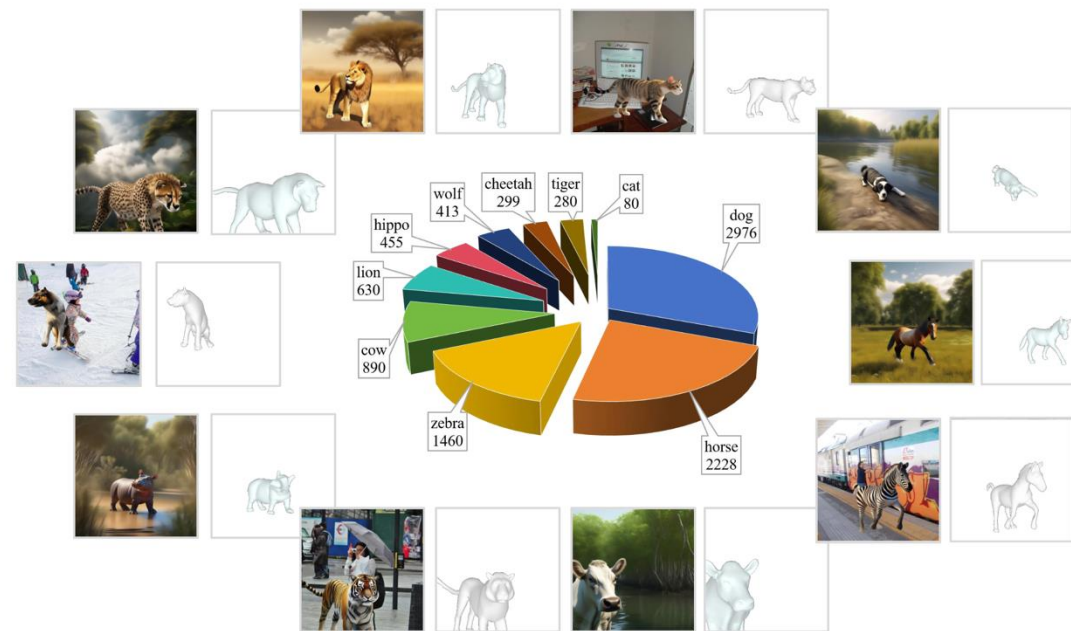 wolf
413
cheetah
299
tiger
280
cat
80
dog
2976
hippo
455
lion
630
cow
890
zebra
1460
horse
2228